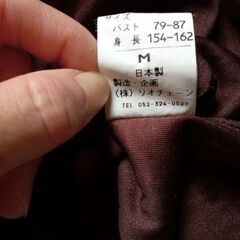 サイズ
バスト 79-87
身長 154-162
M
日本製
製造・企画
(株) リオチェーン
TEL 052-324-0527